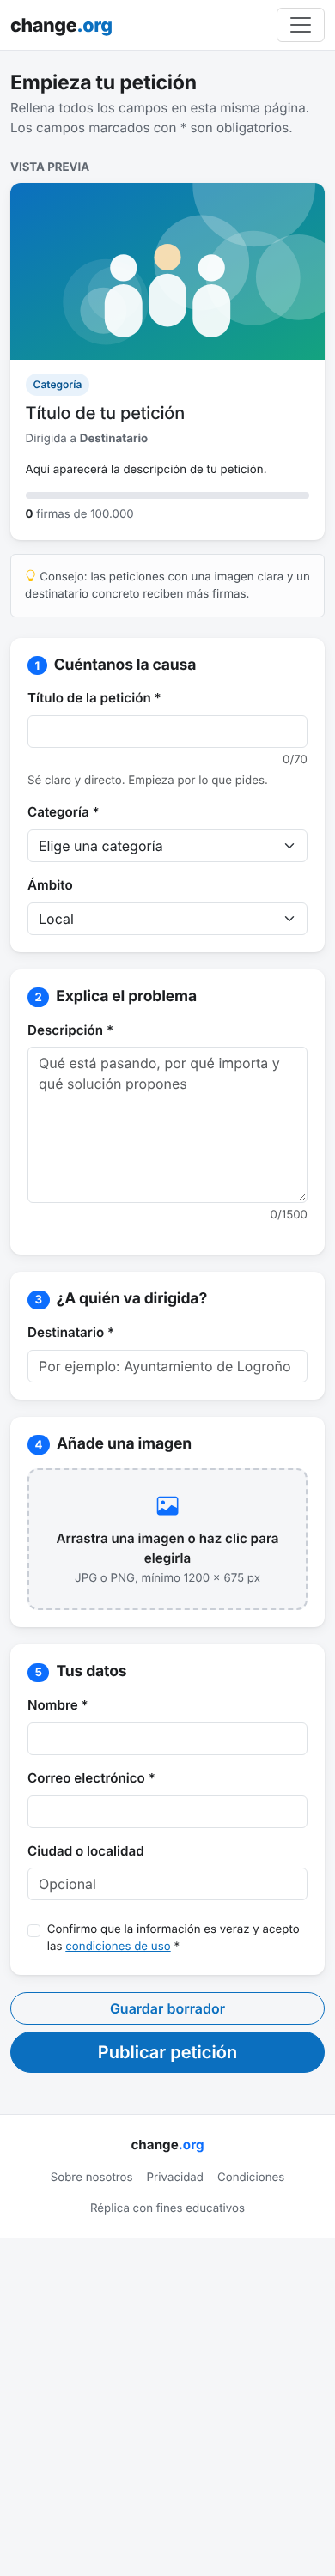 change.org
Empieza tu petición
Rellena todos los campos en esta misma página.
Los campos marcados con * son obligatorios.
VISTA PREVIA
Categoría
Título de tu petición
Dirigida a Destinatario
Aquí aparecerá la descripción de tu petición.
0 firmas de 100.000
Consejo: las peticiones con una imagen clara y un
destinatario concreto reciben más firmas.
1 Cuéntanos la causa
Título de la petición *
0/70
Sé claro y directo. Empieza por lo que pides.
Categoría *
Elige una categoría
Ámbito
Local
2 Explica el problema
Descripción *
Qué está pasando, por qué importa y
qué solución propones
0/1500
3 ¿A quién va dirigida?
Destinatario *
Por ejemplo: Ayuntamiento de Logroño
4 Añade una imagen
Arrastra una imagen o haz clic para
elegirla
JPG o PNG, mínimo 1200 × 675 px
5 Tus datos
Nombre *
Correo electrónico *
Ciudad o localidad
Opcional
Confirmo que la información es veraz y acepto
las condiciones de uso *
Guardar borrador
Publicar petición
change.org
Sobre nosotros Privacidad Condiciones
Réplica con fines educativos